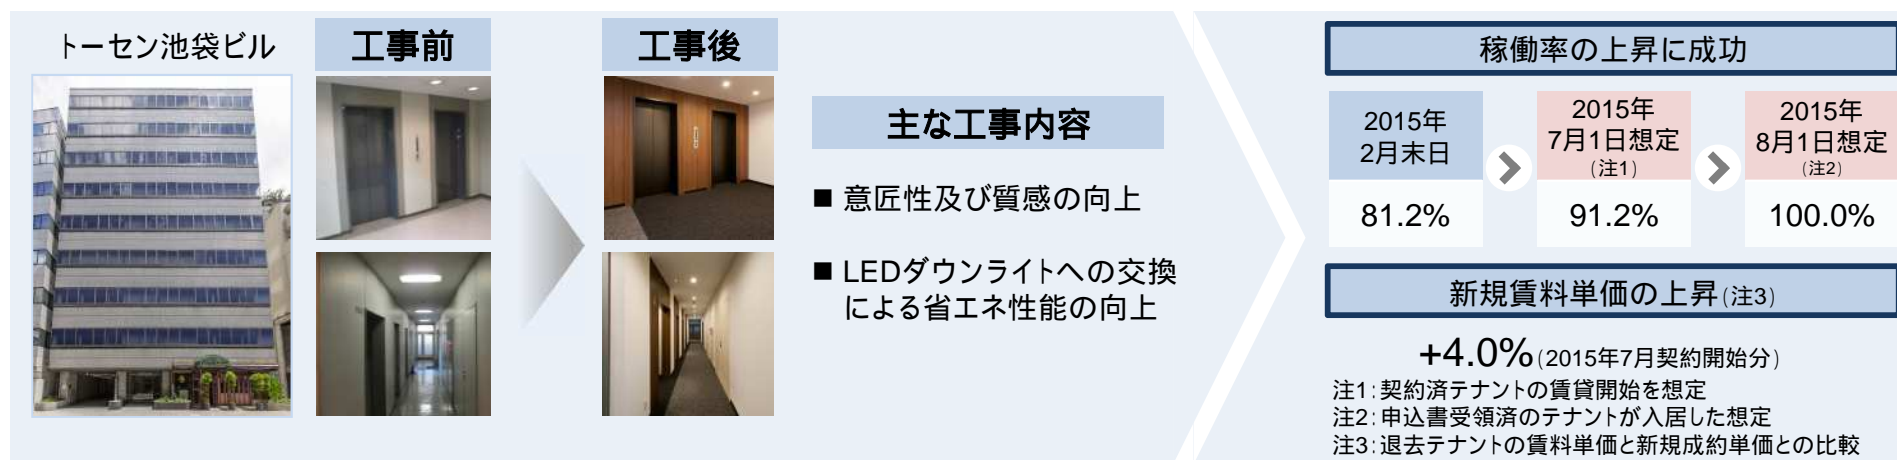 トーセン池袋ビル
工事前
工事後
主な工事内容
■ 意匠性及び質感の向上
■ LEDダウンライトへの交換
による省エネ性能の向上
稼働率の上昇に成功
2015年
2月末日
81.2%
2015年
7月1日想定
(注1)
91.2%
2015年
8月1日想定
(注2)
100.0%
新規賃料単価の上昇(注3)
+4.0%(2015年7月契約開始分)
注1:契約済テナントの賃貸開始を想定
注2:申込書受領済のテナントが入居した想定
注3:退去テナントの賃料単価と新規成約単価との比較